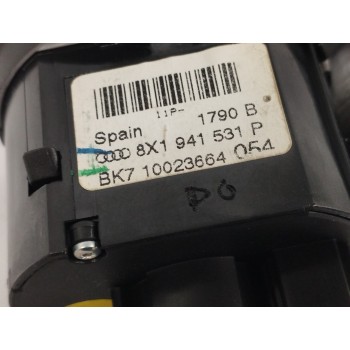 11P-
Spain 1790 B
8X1 941 531 P
BK7 10023664 054